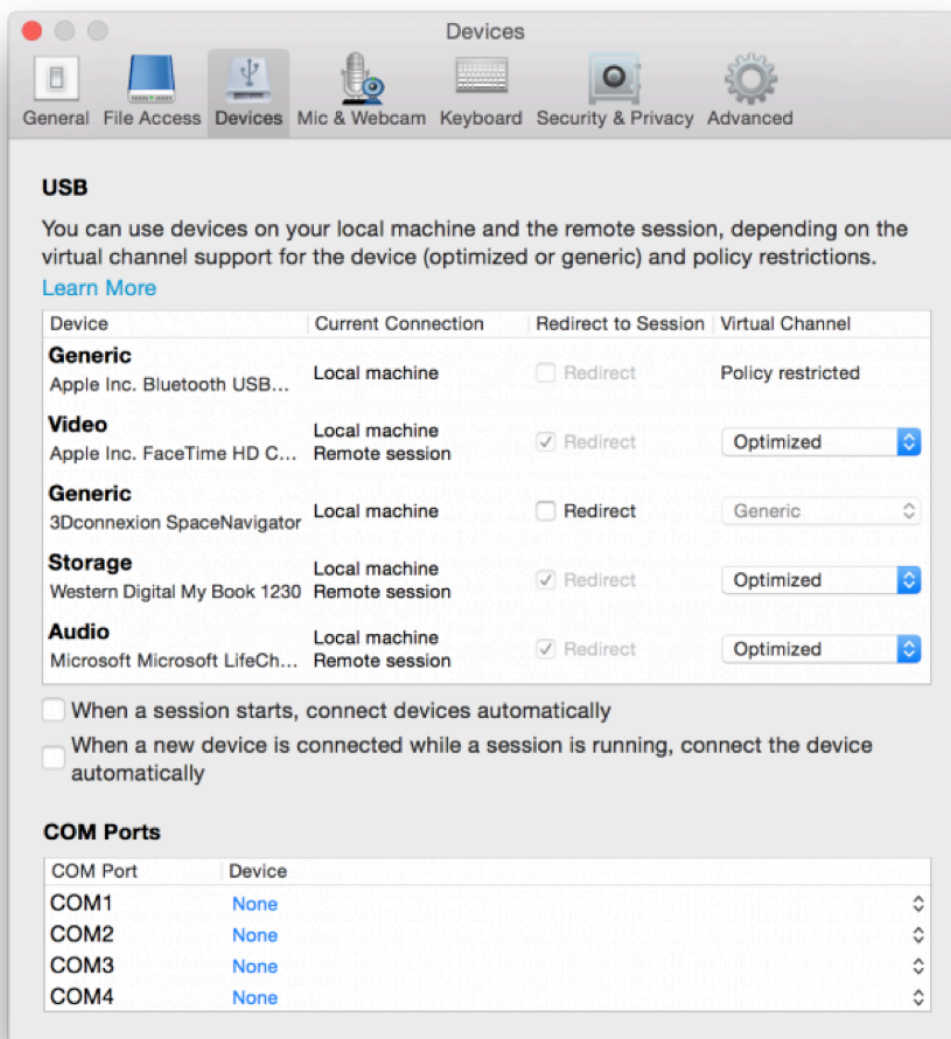 Devices
General File Access Devices Mic & Webcam Keyboard Security & Privacy Advanced
USB
You can use devices on your local machine and the remote session, depending on the
virtual channel support for the device (optimized or generic) and policy restrictions.
Learn More
Device Current Connection Redirect to Session Virtual Channel
Generic
Apple Inc. Bluetooth USB... Local machine Redirect Policy restricted
Video
Local machine
Apple Inc. FaceTime HD C... Remote session Redirect Optimized
Generic
3Dconnexion SpaceNavigator Local machine Redirect Generic
Storage
Local machine
Western Digital My Book 1230 Remote session Redirect Optimized
Audio
Local machine
Microsoft Microsoft LifeCh... Remote session Redirect Optimized
When a session starts, connect devices automatically
When a new device is connected while a session is running, connect the device
automatically
COM Ports
COM Port Device
COM1 None
COM2 None
COM3 None
COM4 None